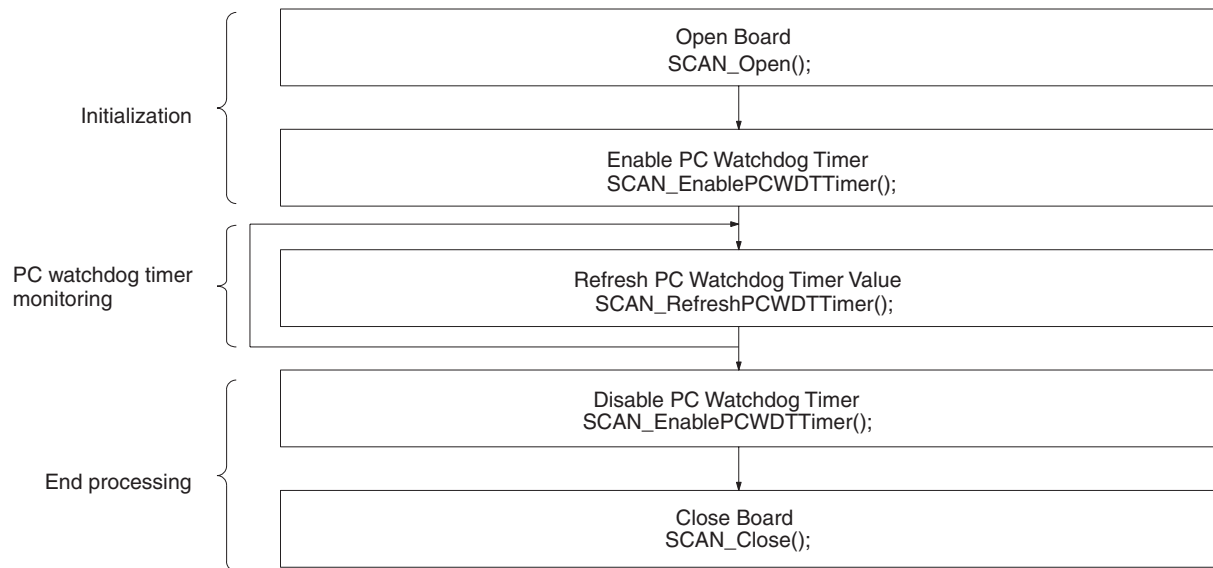 Open Board
SCAN_Open();
Initialization
Enable PC Watchdog Timer
SCAN_EnablePCWDTTimer();
PC watchdog timer
monitoring
Refresh PC Watchdog Timer Value
SCAN_RefreshPCWDTTimer();
Disable PC Watchdog Timer
SCAN_EnablePCWDTTimer();
End processing
Close Board
SCAN_Close();